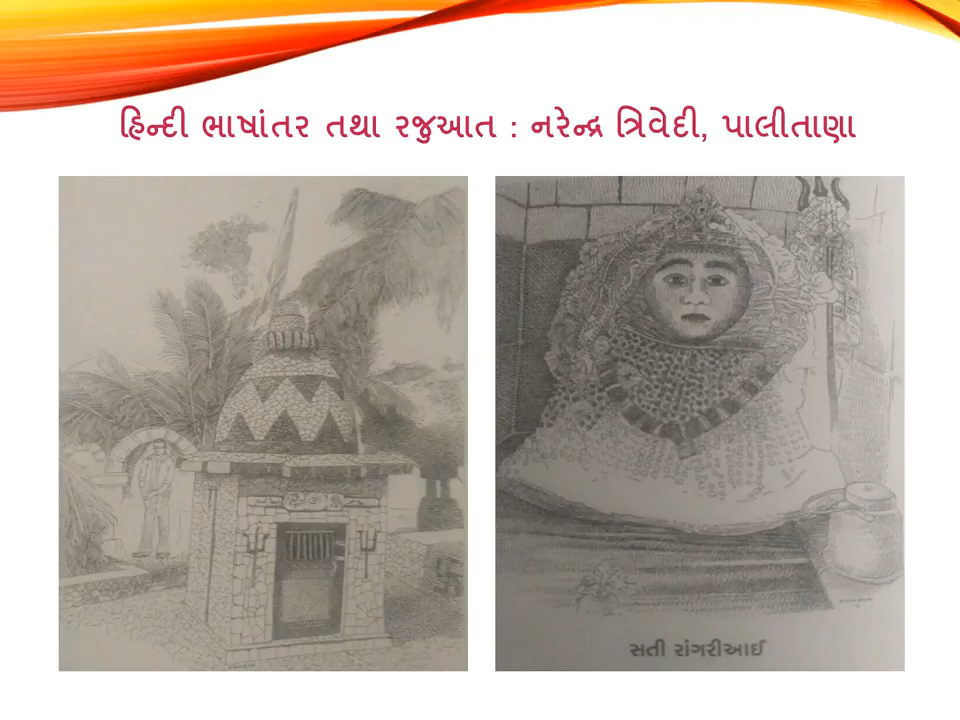 હિન્દી ભાષાંતર તથા રજુઆત : નરેન્દ્ર ત્રિવેદી, પાલીતાણા
સતી રાંગરીઆઈ